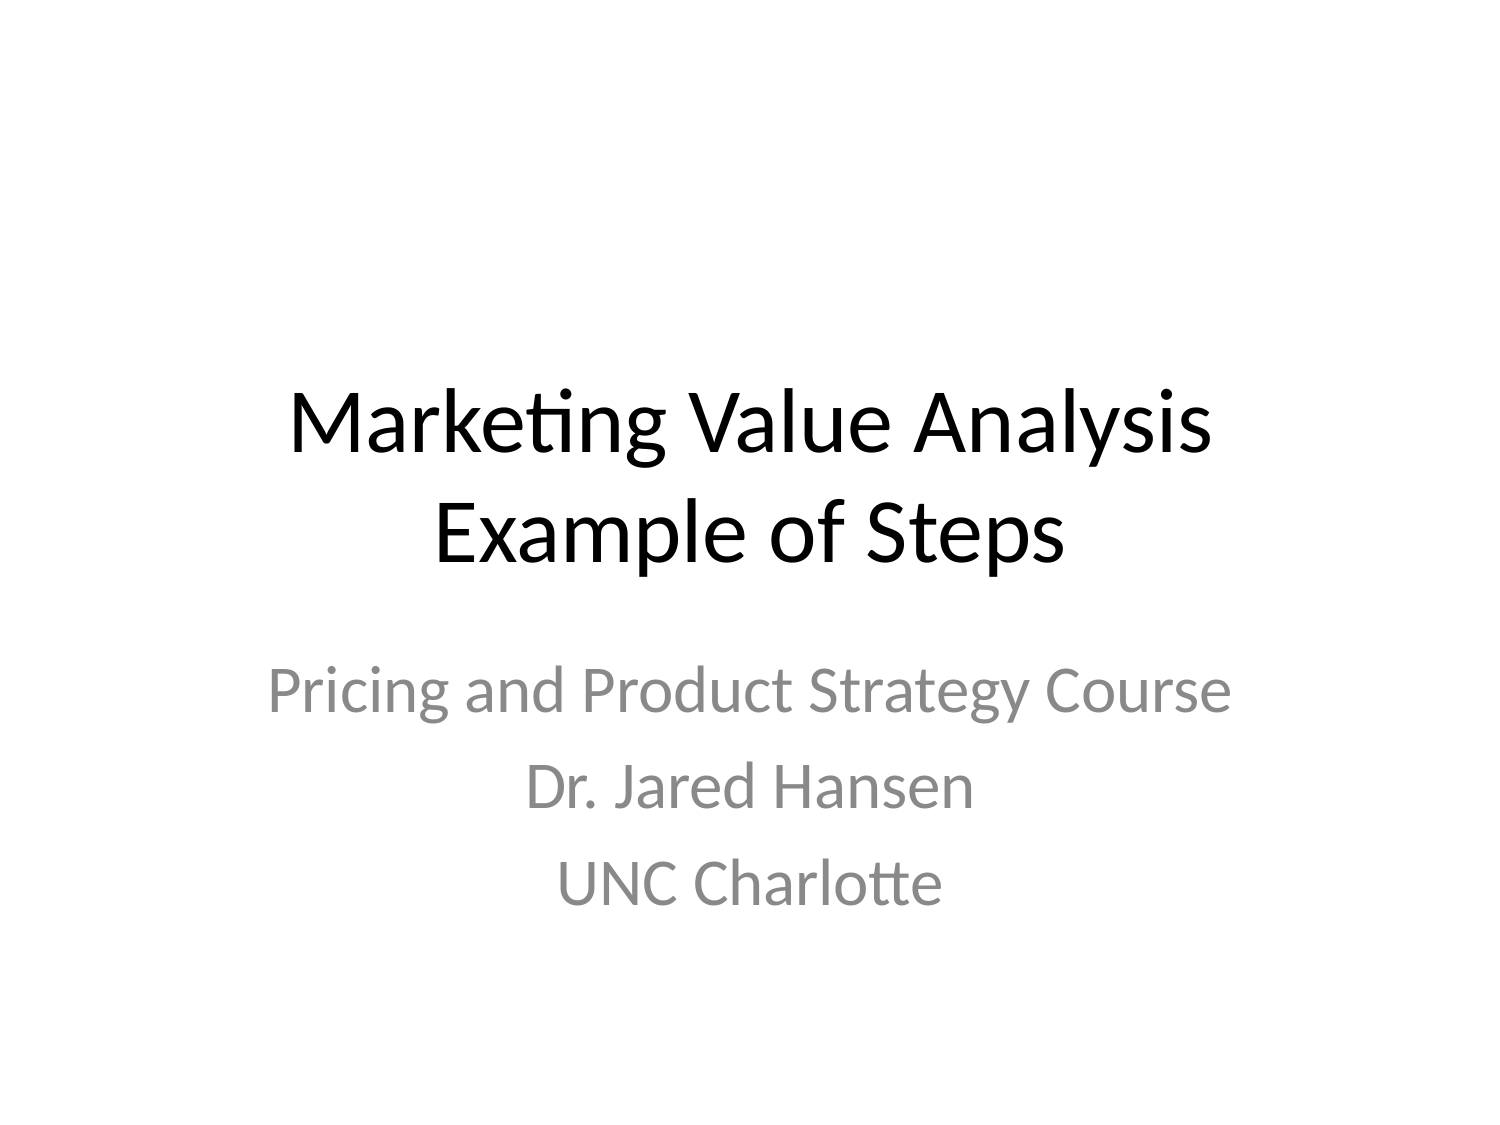 Marketing Value Analysis
Example of Steps
Pricing and Product Strategy Course
Dr. Jared Hansen
UNC Charlotte